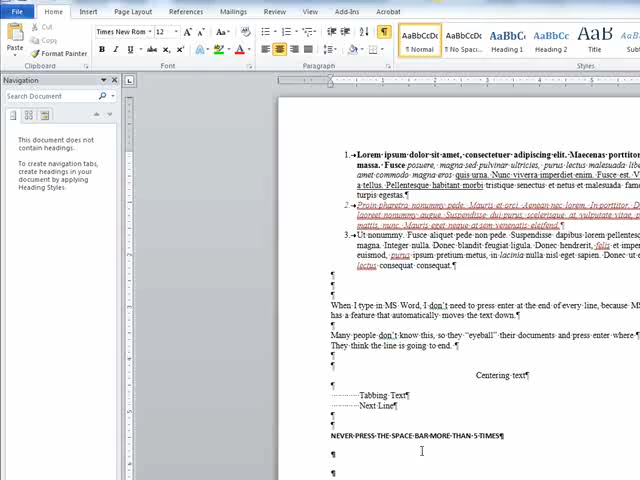 File Home Insert Page Layout References Mailings Review View Add-Ins Acrobat
Cut
Copy
Paste
Format Painter
Clipboard
Times New Rom 12
Font
Paragraph
AaBbCcDc AaBbCcDc AaBbC AaBbCc AaB AaBbCc
¶ Normal ¶ No Spaci... Heading 1 Heading 2 Title Subtitle
Styles
Navigation
Search Document
This document does not
contain headings.
To create navigation tabs,
create headings in your
document by applying
Heading Styles.
1. Lorem ipsum dolor sit amet, consectetuer adipiscing elit. Maecenas porttitor
massa. Fusce posuere, magna sed pulvinar ultricies, purus lectus malesuada libe
amet commodo magna eros quis urna. Nunc viverra imperdiet enim. Fusce est. V
a tellus. Pellentesque habitant morbi tristique senectus et netus et malesuada fam
turpis egestas.¶
2. Proin pharetra nonummy pede. Mauris et orci. Aenean nec lorem. In porttitor. D
laoreet nonummy augue. Suspendisse dui purus, scelerisque at, vulputate vitae, p
mattis, nunc. Mauris eget neque at sem venenatis eleifend.¶
3. Ut nonummy. Fusce aliquet pede non pede. Suspendisse dapibus lorem pellentes
magna. Integer nulla. Donec blandit feugiat ligula. Donec hendrerit, felis et impe
euismod, purus ipsum pretium metus, in lacinia nulla nisl eget sapien. Donec ut e
lectus consequat consequat.¶
When I type in MS Word, I don't need to press enter at the end of every line, because MS
has a feature that automatically moves the text down.¶
Many people don't know this, so they "eyeball" their documents and press enter where
They think the line is going to end. ¶
Centering text¶
Tabbing Text¶
Next Line¶
NEVER PRESS THE SPACE BAR MORE THAN 5 TIMES¶